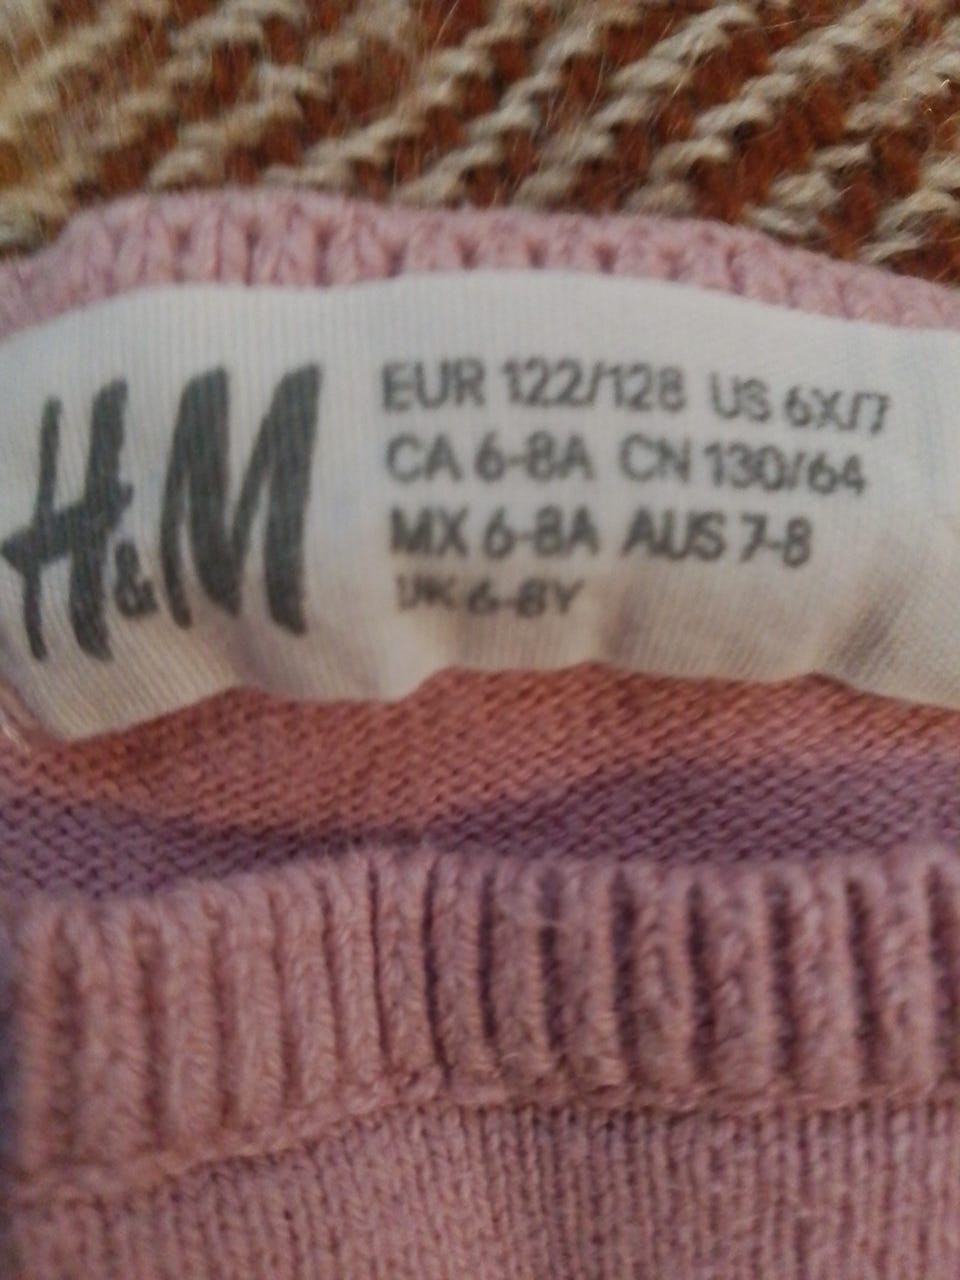 H&M
EUR 122/128 US 6X/7
CA 6-8A CN 130/64
MX 6-8A AUS 7-8
UK 6-8Y